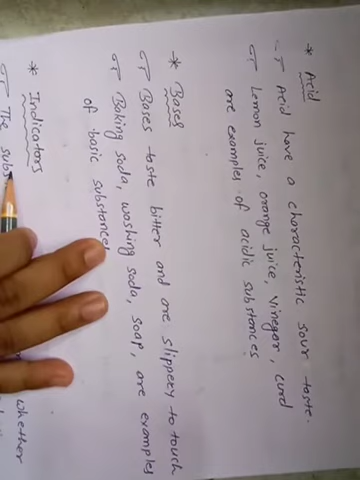 * Acid
→ Acid have a characteristic sour taste.
→ Lemon juice, orange juice, Vinegar, curd
are examples of acidic substances
* Bases
→ Bases taste bitter and are slippery to touch
→ Baking soda, washing soda, soap, are examples
of basic substances
* Indicators
→ The subs
whether